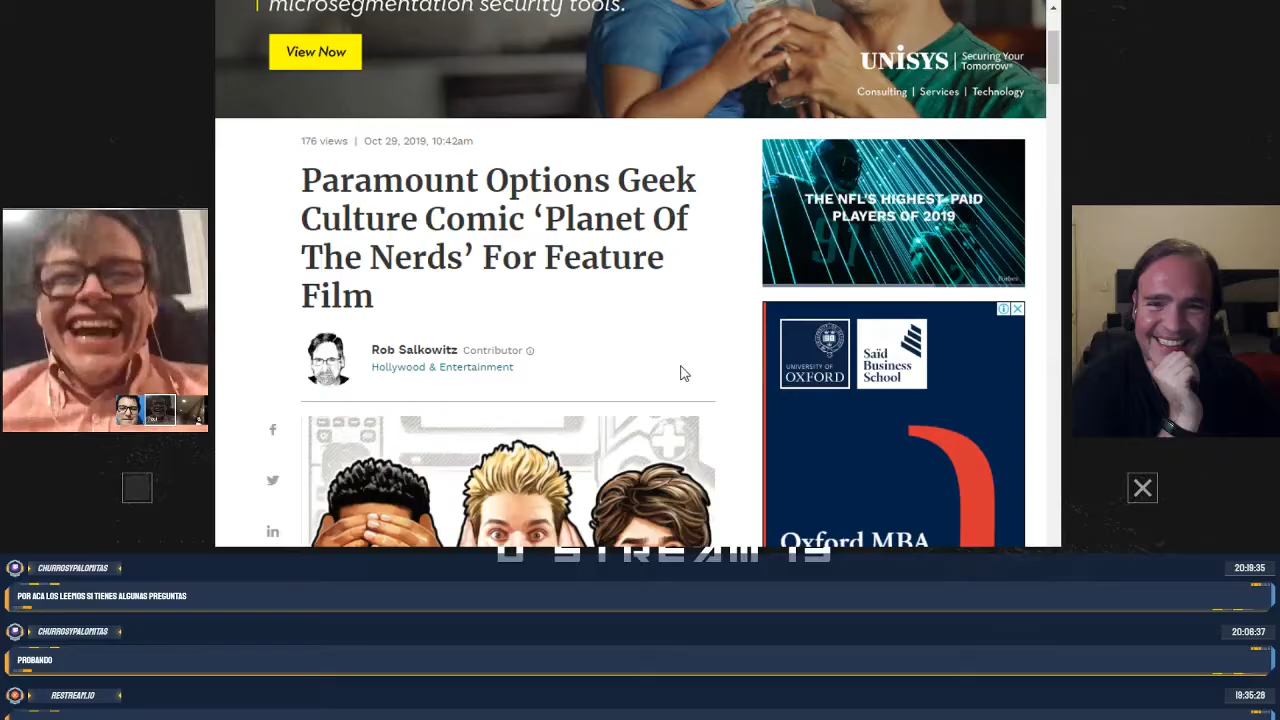 microsegmentation security tools.
View Now
UNISYS | Securing Your Tomorrow®
Consulting | Services | Technology
176 views | Oct 29, 2019, 10:42am
Paramount Options Geek
Culture Comic ‘Planet Of
The Nerds’ For Feature
Film
Rob Salkowitz Contributor
Hollywood & Entertainment
THE NFL'S HIGHEST-PAID
PLAYERS OF 2019
Forbes
UNIVERSITY OF
OXFORD
Saïd
Business
School
Oxford MBA
CHURROSYPALOMITAS
20:19:35
POR ACA LOS LEEMOS SI TIENES ALGUNAS PREGUNTAS
CHURROSYPALOMITAS
20:06:37
PROBANDO
RESTREAM.IO
19:35:28